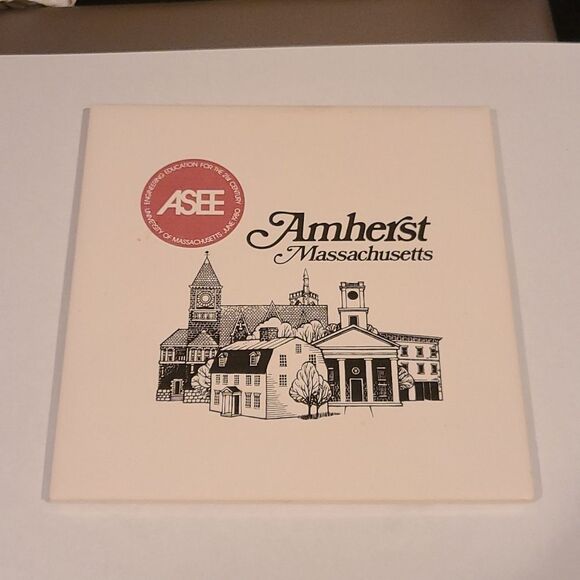 ENGINEERING EDUCATION FOR THE 21st CENTURY
ASEE
UNIVERSITY OF MASSACHUSETTS JUNE, 1980
Amherst
Massachusetts